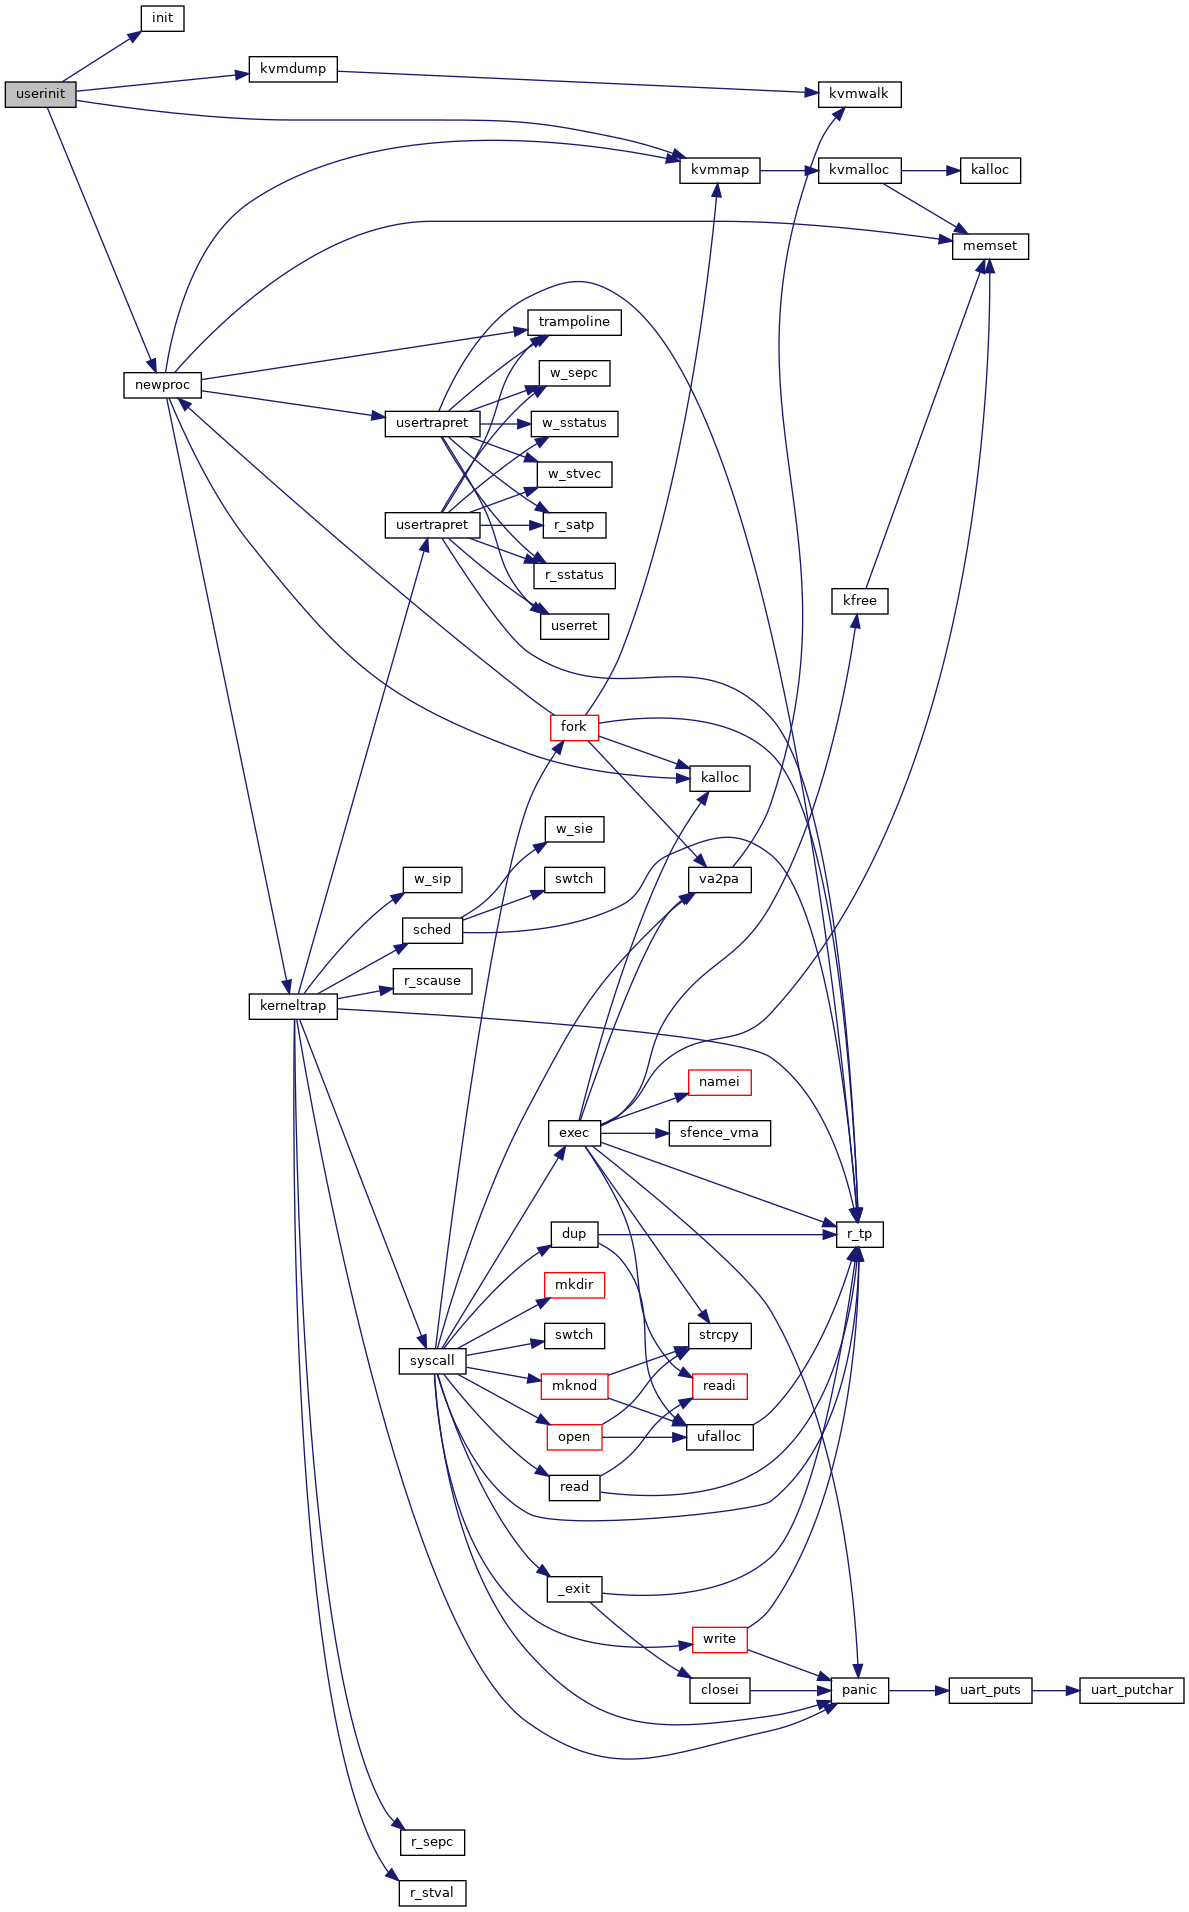 init
kvmdump
userinit
kvmwalk
kvmmap
kvmalloc
kalloc
memset
trampoline
w_sepc
newproc
usertrapret
w_sstatus
w_stvec
usertrapret
r_satp
r_sstatus
kfree
userret
fork
kalloc
w_sie
w_sip
swtch
va2pa
sched
r_scause
kerneltrap
namei
exec
sfence_vma
dup
r_tp
mkdir
swtch
strcpy
syscall
mknod
readi
open
ufalloc
read
_exit
write
closei
panic
uart_puts
uart_putchar
r_sepc
r_stval